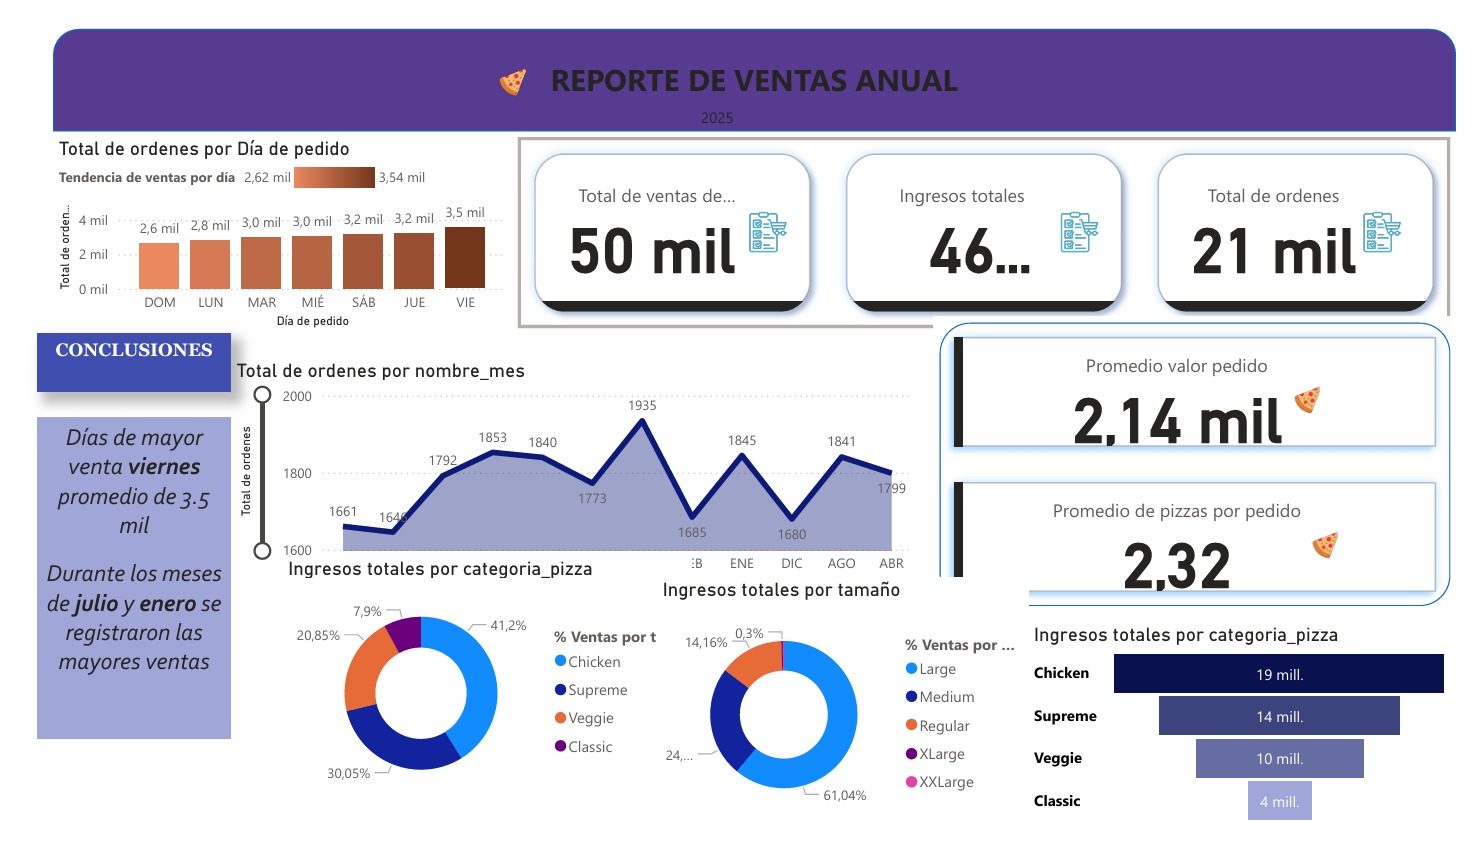 REPORTE DE VENTAS ANUAL
2025
Total de ordenes por Día de pedido
Tendencia de ventas por día 2,62 mil 3,54 mil
Total de orden...
4 mil
2 mil
0 mil
2,6 mil 2,8 mil 3,0 mil 3,0 mil 3,2 mil 3,2 mil 3,5 mil
DOM LUN MAR MIÉ SÁB JUE VIE
Día de pedido
Total de ventas de...
50 mil
Ingresos totales
46...
Total de ordenes
21 mil
CONCLUSIONES
Días de mayor
venta viernes
promedio de 3.5
mil
Durante los meses
de julio y enero se
registraron las
mayores ventas
Total de ordenes por nombre_mes
Total de ordenes
2000
1800
1600
1661 1646 1792 1853 1840 1773 1935 1685 1845 1680 1841 1799
EB ENE DIC AGO ABR
Promedio valor pedido
2,14 mil
Promedio de pizzas por pedido
2,32
Ingresos totales por categoria_pizza
7,9%
41,2%
20,85%
30,05%
% Ventas por t
Chicken
Supreme
Veggie
Classic
Ingresos totales por tamaño
0,3%
14,16%
24,...
61,04%
% Ventas por ...
Large
Medium
Regular
XLarge
XXLarge
Ingresos totales por categoria_pizza
Chicken 19 mill.
Supreme 14 mill.
Veggie 10 mill.
Classic 4 mill.